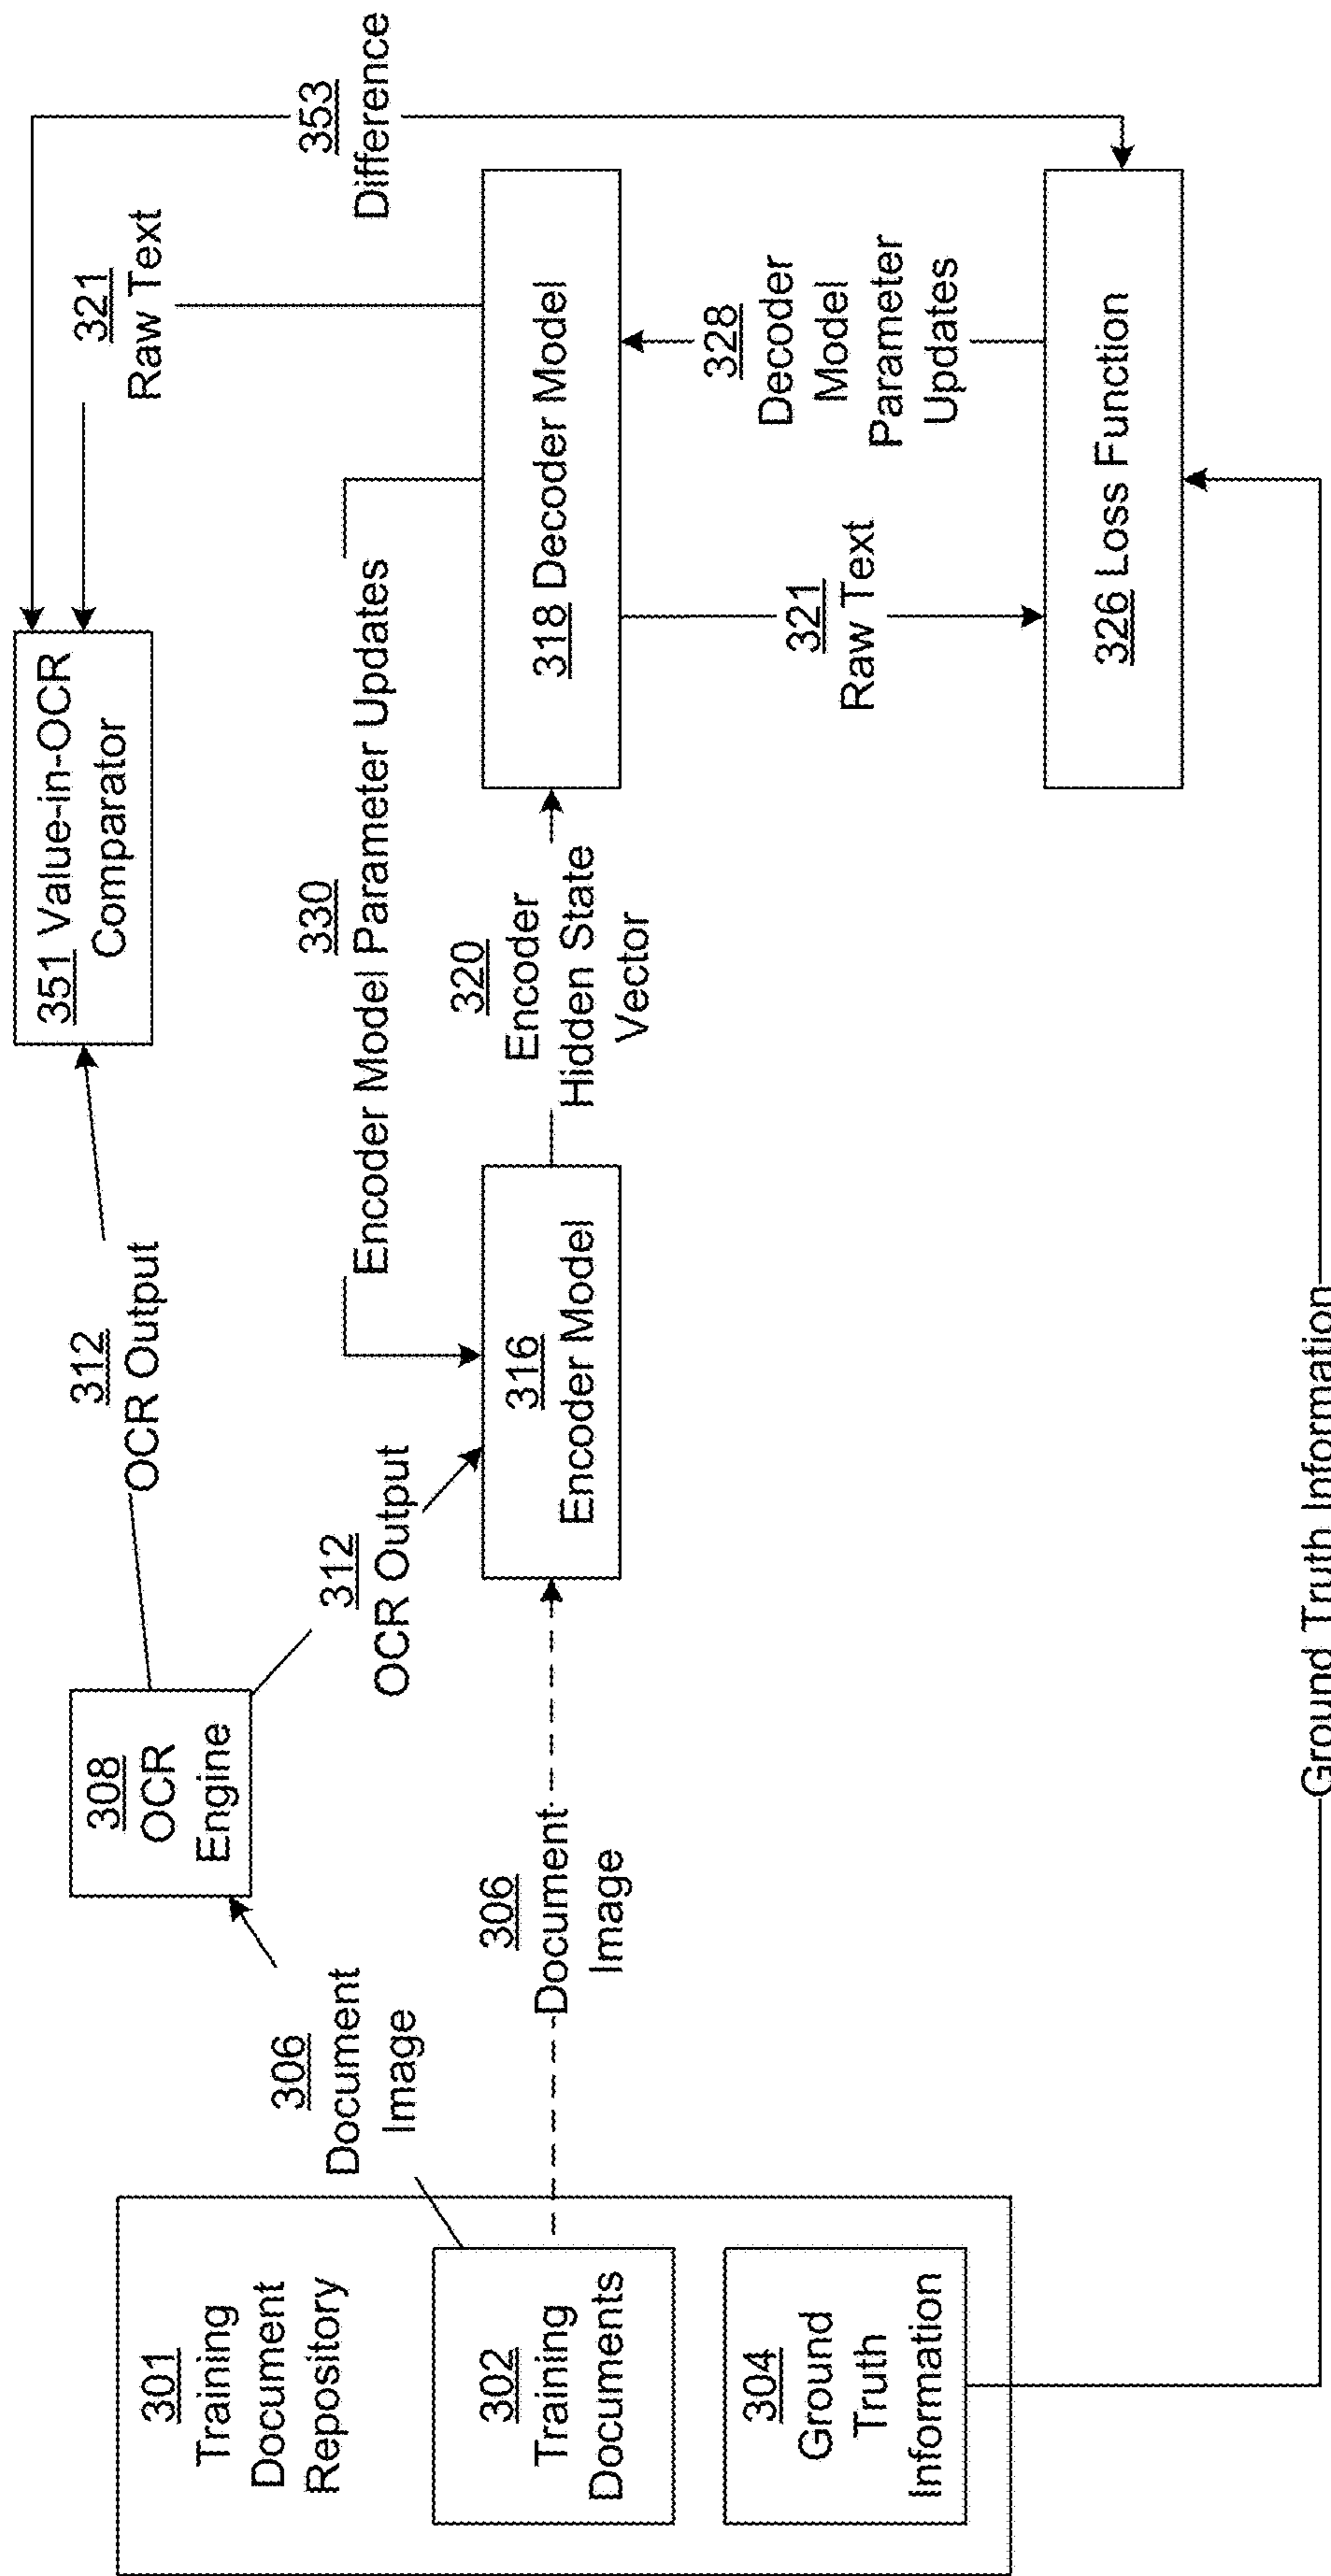 301
Training
Document
Repository
302
Training
Documents
304
Ground
Truth
Information
306
Document
Image
306
Document
Image
308
OCR
Engine
312
OCR Output
312
OCR Output
316
Encoder Model
351 Value-in-OCR
Comparator
330
Encoder Model Parameter Updates
320
Encoder
Hidden State
Vector
318 Decoder Model
321
Raw Text
353
Difference
321
Raw Text
328
Decoder
Model
Parameter
Updates
326 Loss Function
Ground Truth Information